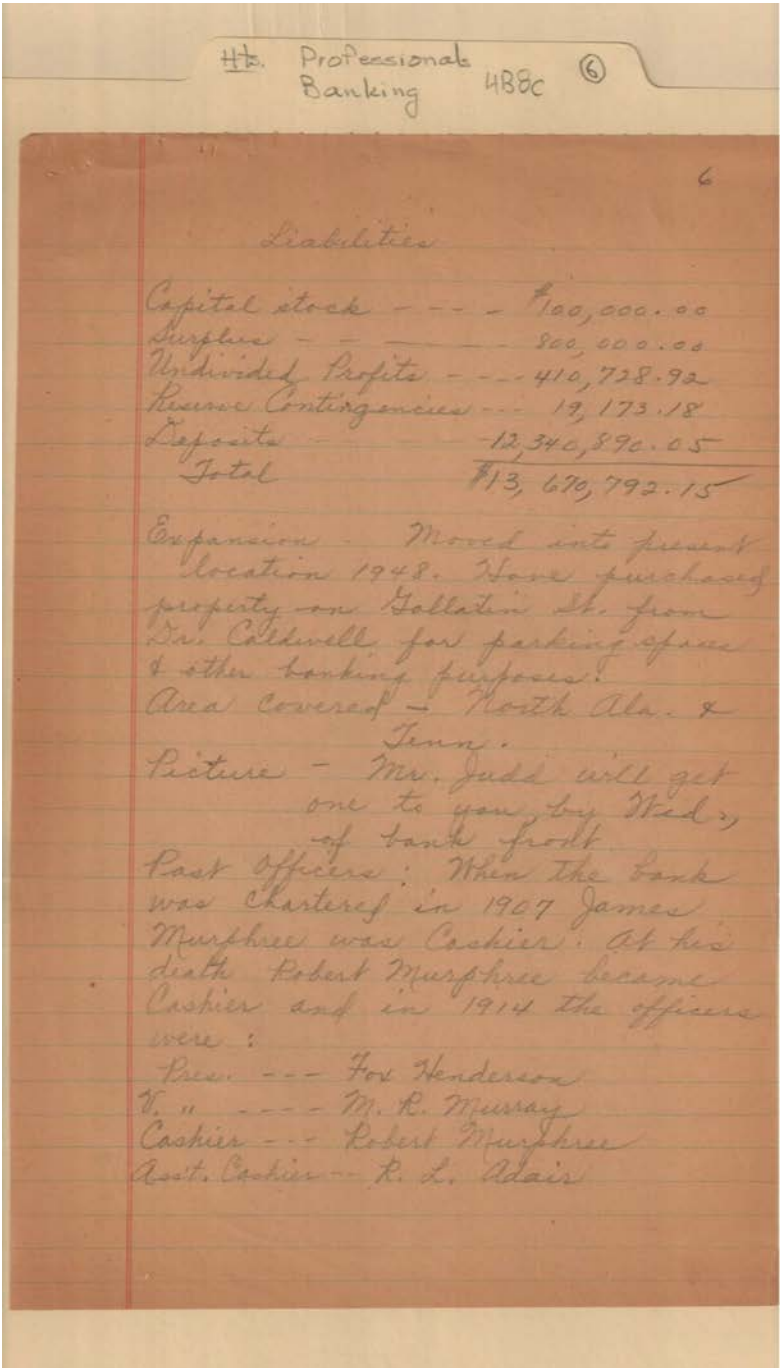 Hts. Professionals
Banking 4B8c 6
6
Liabilities
Capital stock - - - - $100,000.00
Surplus - - ——— 800,000.00
Undivided Profits - - - 410,728.92
Reserve Contingencies - - - 19,173.18
Deposits - - - 12,340,890.05
Total $13,670,792.15
Expansion - Moved into present
location 1948. Have purchased
property on Gallatin St. from
Dr. Caldwell for parking space
& other banking purposes.
Area covered - North Ala. &
Tenn.
Picture - Mr. Judd will get
one to you, by Wed.,
of bank front
Past Officers: When the bank
was chartered in 1907 James
Murphree was Cashier. At his
death Robert Murphree became
Cashier and in 1914 the officers
were :
Pres. - - - Fox Henderson
V. " - - - - M. R. Murray
Cashier - - - Robert Murphree
Asst. Cashier - - R. L. Adair